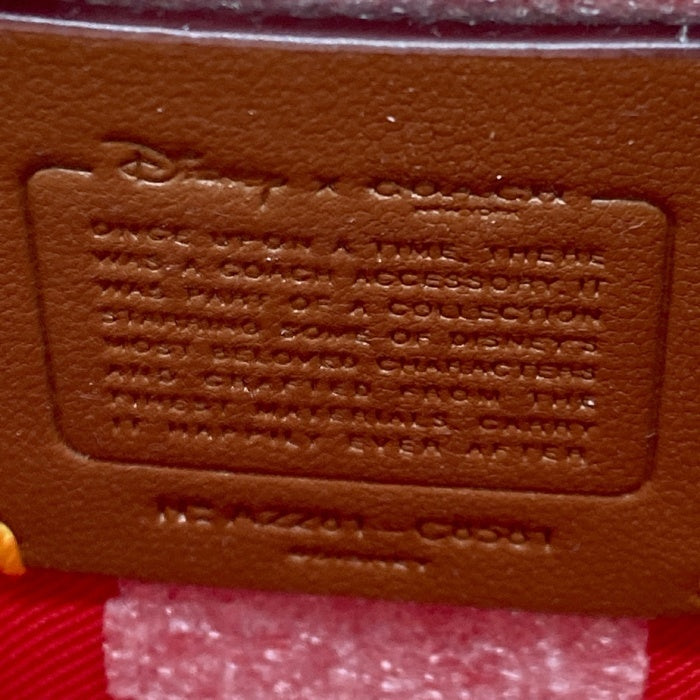 Disney X COACH
ONCE UPON A TIME, THERE
WAS A COACH ACCESSORY. IT
WAS PART OF A COLLECTION
STARRING SOME OF DISNEY'S
MOST BELOVED CHARACTERS
AND CRAFTED FROM THE
FINEST MATERIALS. CARRY
IT HAPPILY EVER AFTER